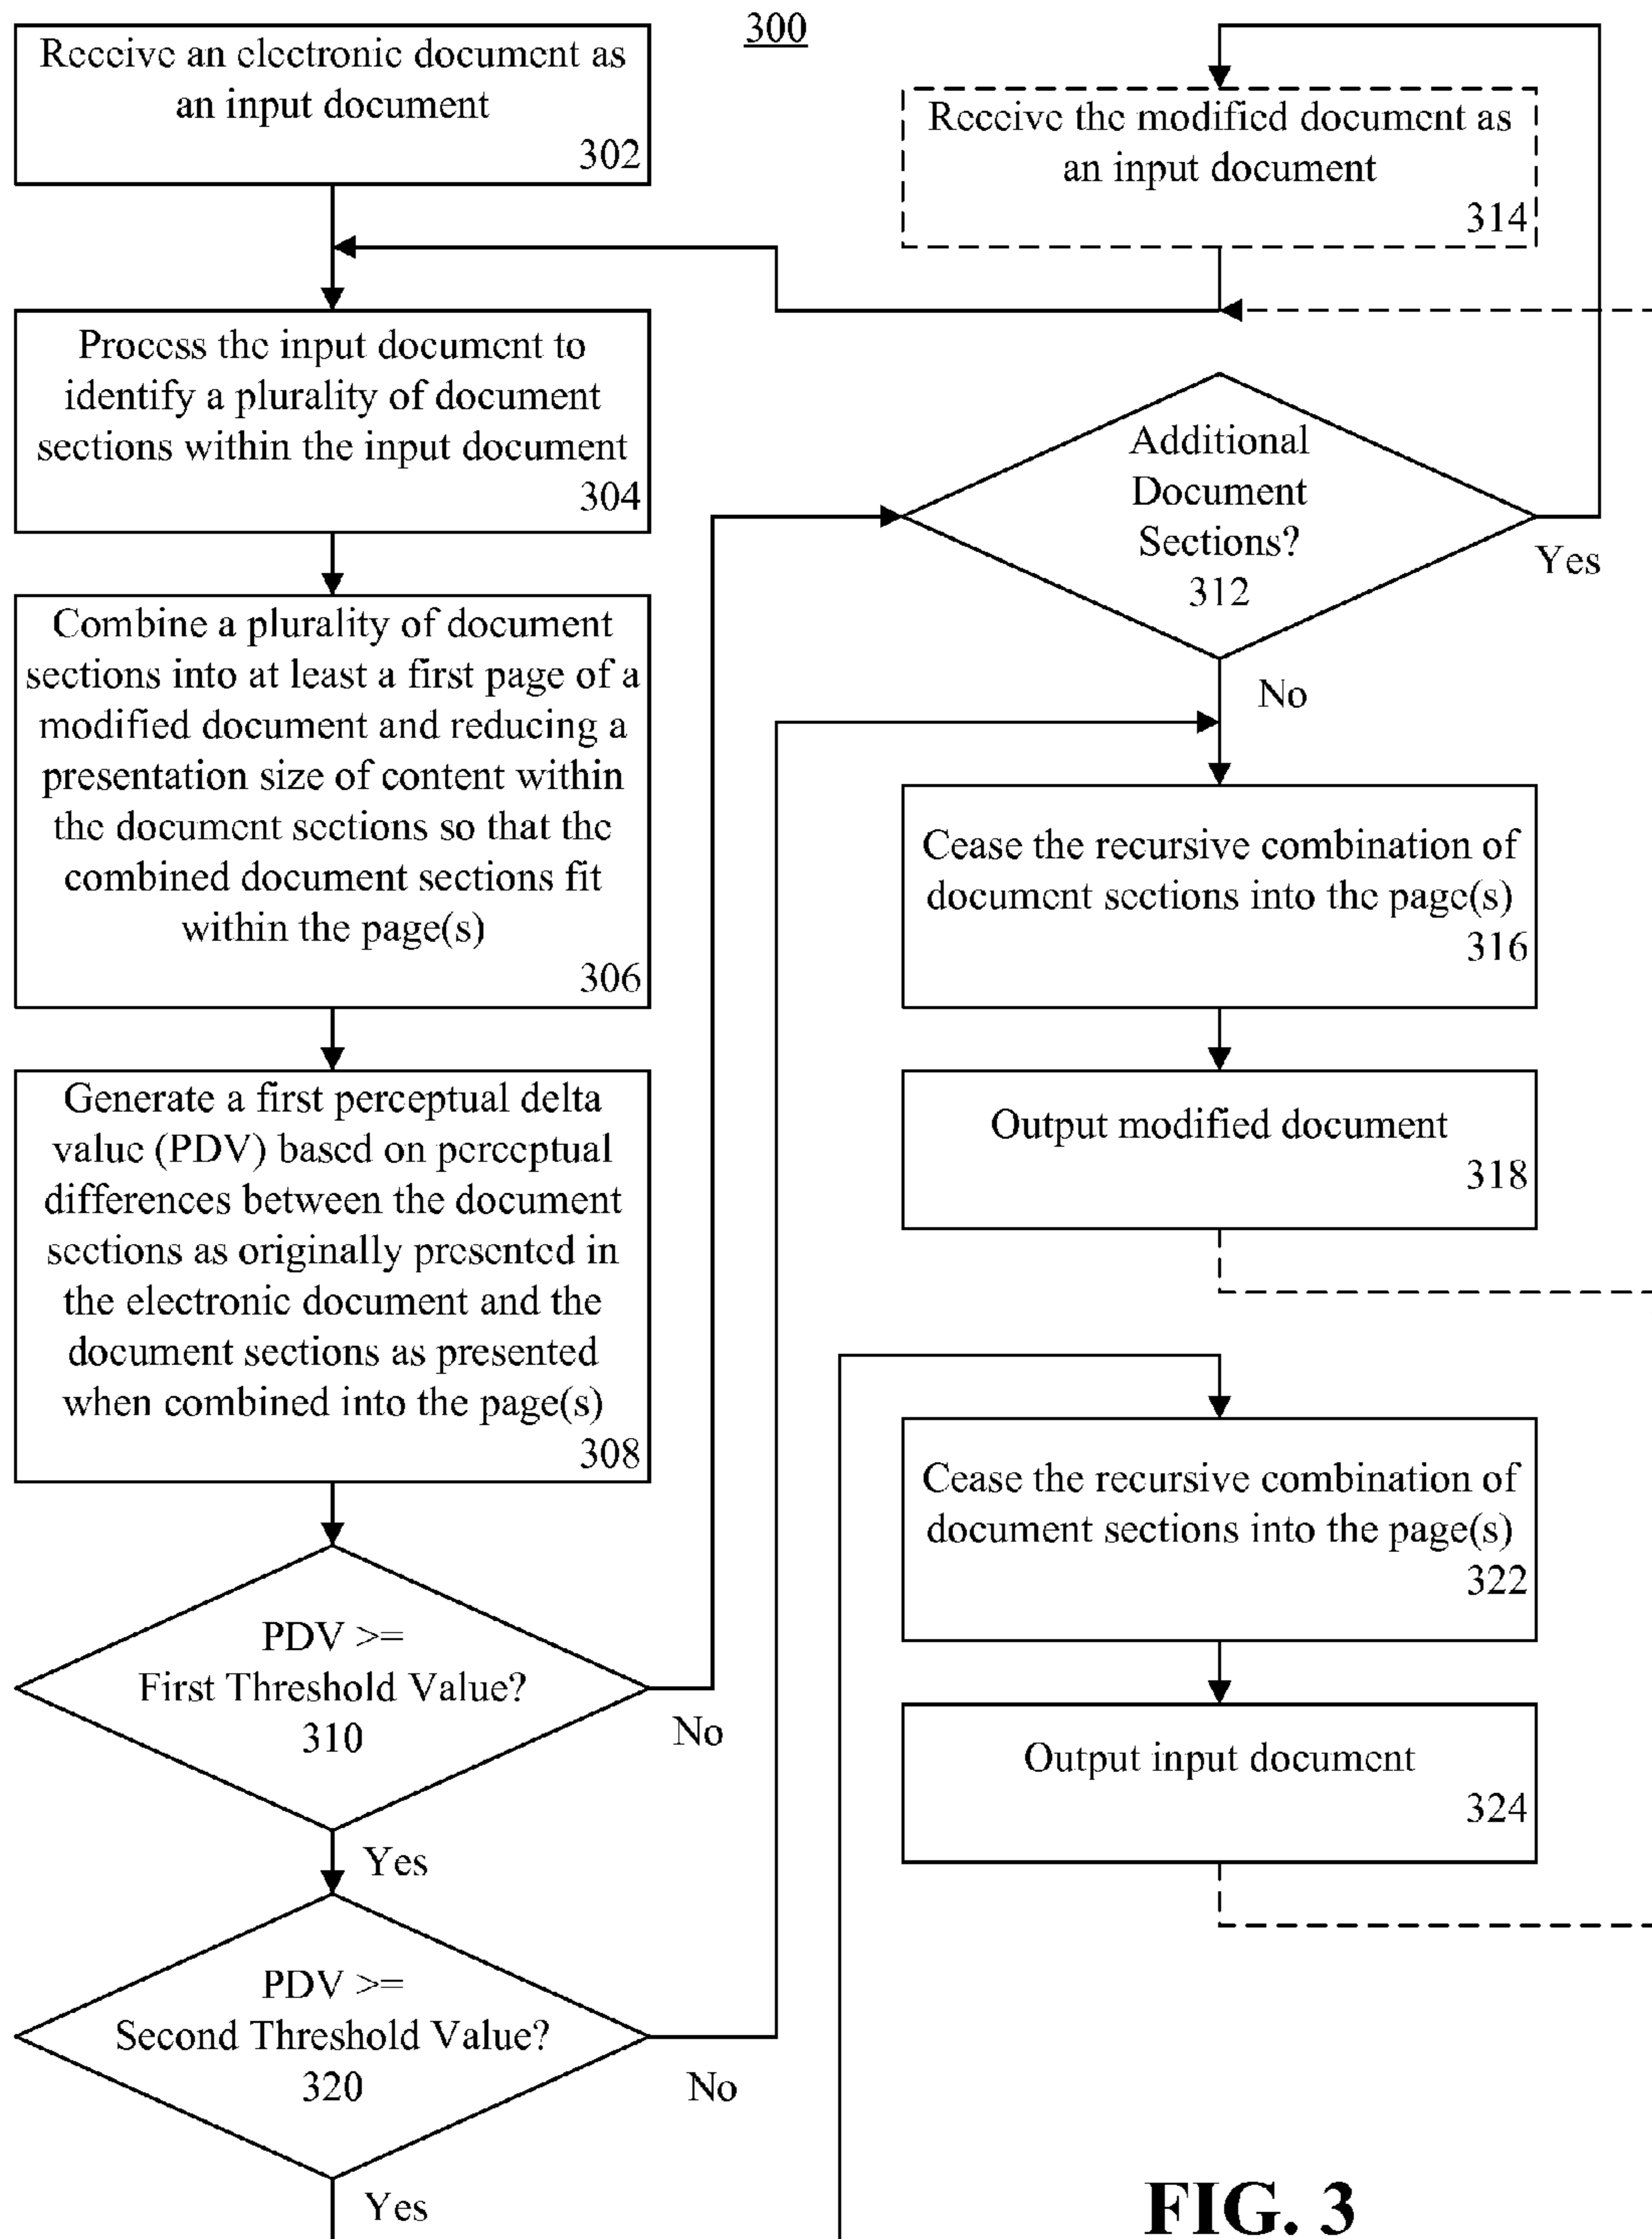 300
Receive an electronic document as
an input document
302
Process the input document to
identify a plurality of document
sections within the input document
304
Combine a plurality of document
sections into at least a first page of a
modified document and reducing a
presentation size of content within
the document sections so that the
combined document sections fit
within the page(s)
306
Generate a first perceptual delta
value (PDV) based on perceptual
differences between the document
sections as originally presented in
the electronic document and the
document sections as presented
when combined into the page(s)
308
PDV >=
First Threshold Value?
310
No
Yes
PDV >=
Second Threshold Value?
320
No
Yes
Receive the modified document as
an input document
314
Additional
Document
Sections?
312
Yes
No
Cease the recursive combination of
document sections into the page(s)
316
Output modified document
318
Cease the recursive combination of
document sections into the page(s)
322
Output input document
324
FIG. 3